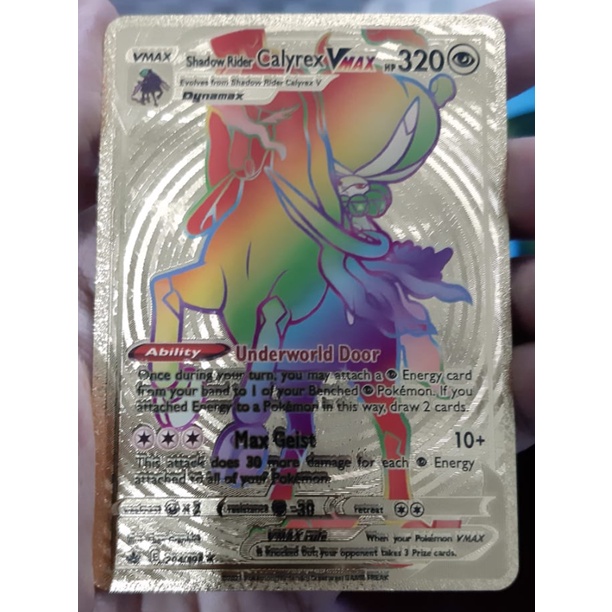 VMAX Shadow Rider Calyrex VMAX HP 320
Evolves from Shadow Rider Calyrex V
Dynamax
Ability Underworld Door
Once during your turn, you may attach a Energy card
from your hand to 1 of your Benched Pokémon. If you
attached Energy to a Pokémon in this way, draw 2 cards.
Max Geist 10+
This attack does 30 more damage for each Energy
attached to all of your Pokémon.
×2 resistance -30 retreat
VMAX rule When your Pokémon VMAX
is Knocked Out, your opponent takes 3 Prize cards.